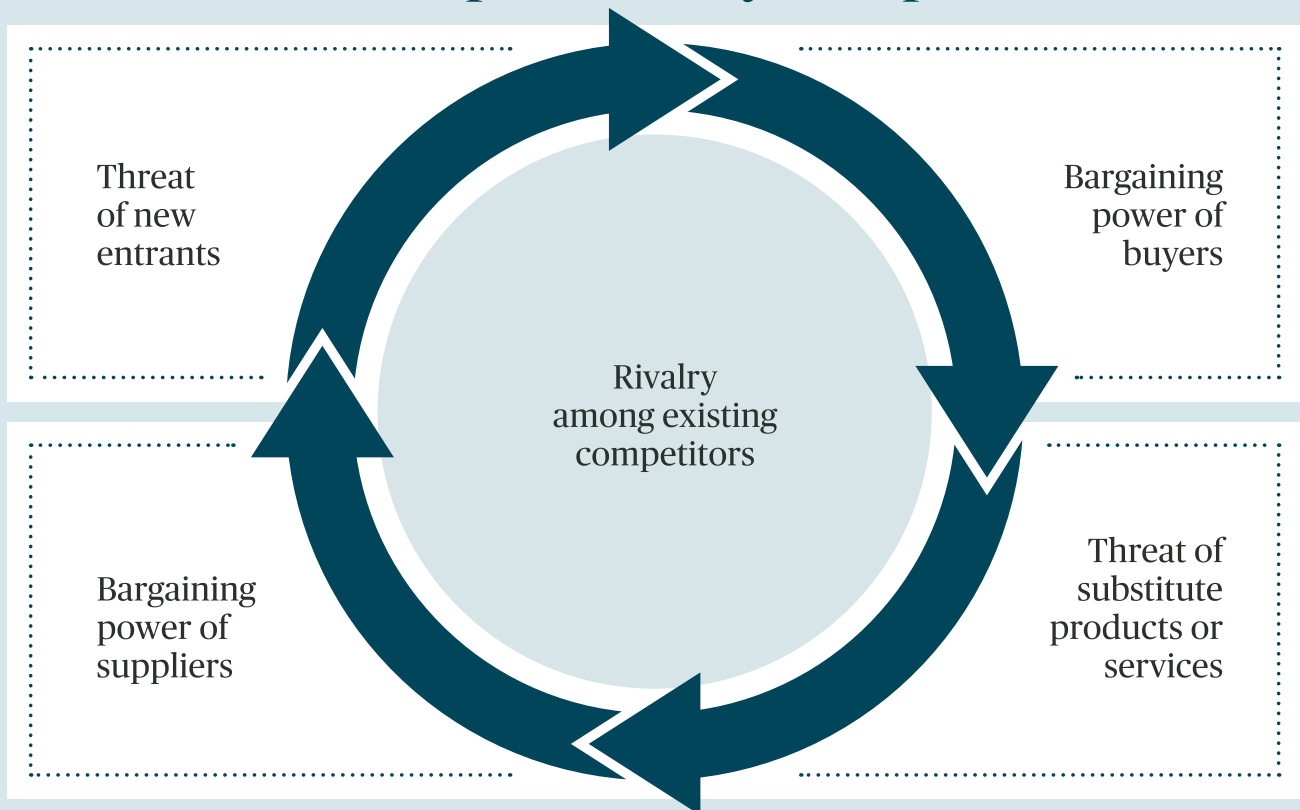 Threat
of new
entrants
Bargaining
power of
buyers
Rivalry
among existing
competitors
Bargaining
power of
suppliers
Threat of
substitute
products or
services